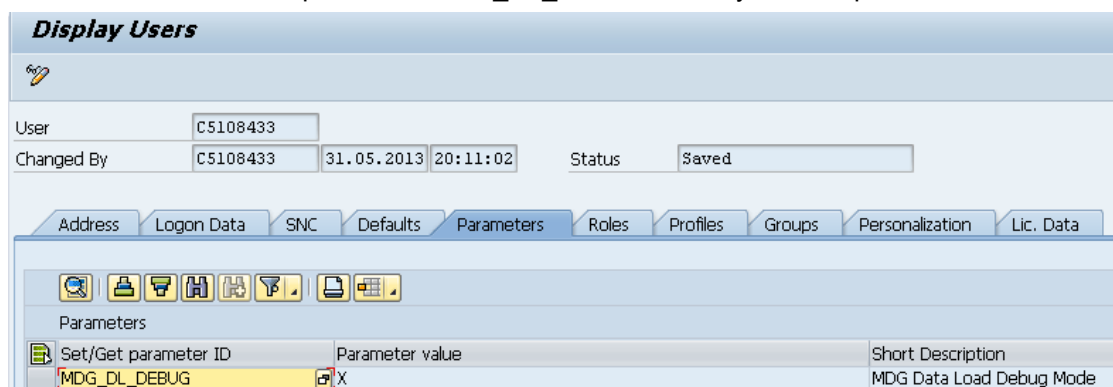 Display Users
User C5108433
Changed By C5108433 31.05.2013 20:11:02 Status Saved
Address Logon Data SNC Defaults Parameters Roles Profiles Groups Personalization Lic. Data
Parameters
Set/Get parameter ID Parameter value Short Description
MDG_DL_DEBUG X MDG Data Load Debug Mode